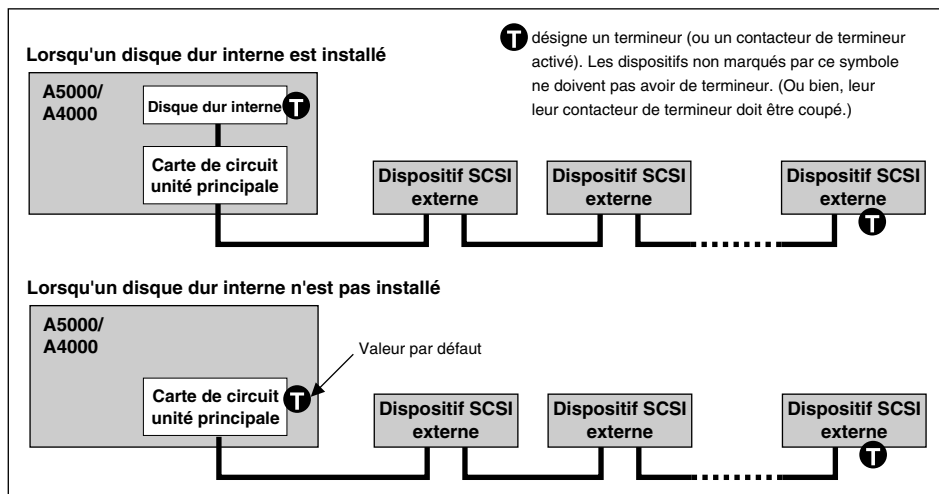 T désigne un termineur (ou un contacteur de termineur
activé). Les dispositifs non marqués par ce symbole
ne doivent pas avoir de termineur. (Ou bien, leur
leur contacteur de termineur doit être coupé.)
Lorsqu'un disque dur interne est installé
A5000/
A4000
Disque dur interne T
Carte de circuit
unité principale
Dispositif SCSI
externe
Dispositif SCSI
externe
Dispositif SCSI
externe
T
Lorsqu'un disque dur interne n'est pas installé
A5000/
A4000
Valeur par défaut
Carte de circuit
unité principale
T
Dispositif SCSI
externe
Dispositif SCSI
externe
Dispositif SCSI
externe
T